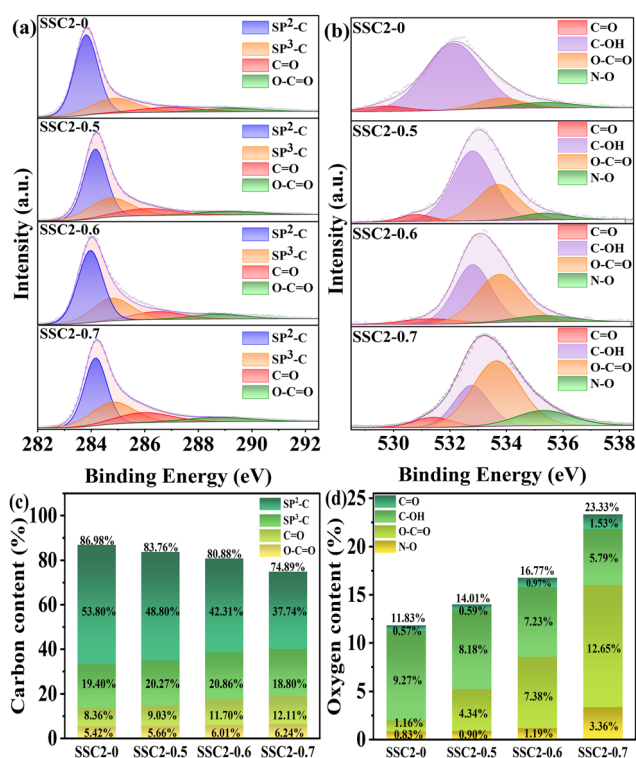 (a)
SSC2-0
SP²-C
SP³-C
C=O
O-C=O
SSC2-0.5
SP²-C
SP³-C
C=O
O-C=O
SSC2-0.6
SP²-C
SP³-C
C=O
O-C=O
SSC2-0.7
SP²-C
SP³-C
C=O
O-C=O
Intensity (a.u.)
282 284 286 288 290 292
Binding Energy (eV)
(b)
SSC2-0
C=O
C-OH
O-C=O
N-O
SSC2-0.5
C=O
C-OH
O-C=O
N-O
SSC2-0.6
C=O
C-OH
O-C=O
N-O
SSC2-0.7
C=O
C-OH
O-C=O
N-O
Intensity (a.u.)
530 532 534 536 538
Binding Energy (eV)
(c)
SP²-C
SP³-C
C=O
O-C=O
Carbon content (%)
100
80
60
40
20
0
86.98%
53.80%
19.40%
8.36%
5.42%
83.76%
48.80%
20.27%
9.03%
5.66%
80.88%
42.31%
20.86%
11.70%
6.01%
74.89%
37.74%
18.80%
12.11%
6.24%
SSC2-0 SSC2-0.5 SSC2-0.6 SSC2-0.7
(d)
C=O
C-OH
O-C=O
N-O
Oxygen content (%)
25
20
15
10
5
0
11.83%
0.57%
9.27%
1.16%
0.83%
14.01%
0.59%
8.18%
4.34%
0.90%
16.77%
0.97%
7.23%
7.38%
1.19%
23.33%
1.53%
5.79%
12.65%
3.36%
SSC2-0 SSC2-0.5 SSC2-0.6 SSC2-0.7